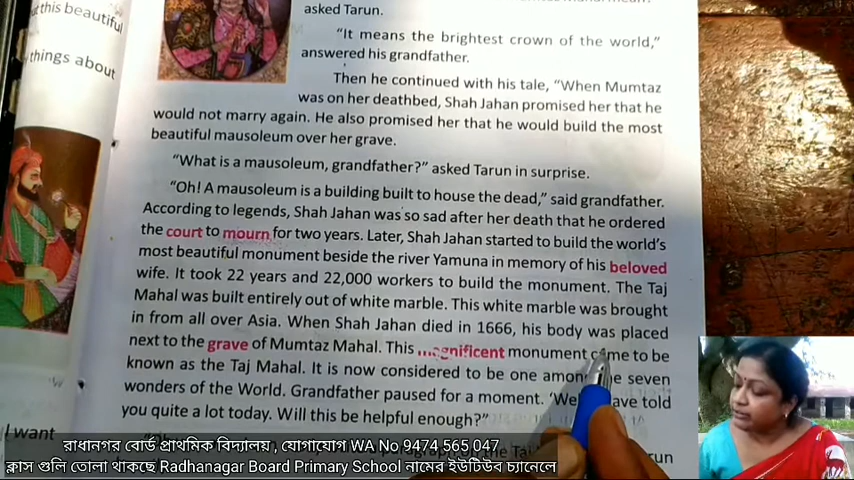 ut this beautiful
things about
I want
asked Tarun.
"It means the brightest crown of the world,"
answered his grandfather.
Then he continued with his tale, "When Mumtaz
was on her deathbed, Shah Jahan promised her that he
would not marry again. He also promised her that he would build the most
beautiful mausoleum over her grave.
"What is a mausoleum, grandfather?" asked Tarun in surprise.
"Oh! A mausoleum is a building built to house the dead," said grandfather.
According to legends, Shah Jahan was so sad after her death that he ordered
the court to mourn for two years. Later, Shah Jahan started to build the world's
most beautiful monument beside the river Yamuna in memory of his beloved
wife. It took 22 years and 22,000 workers to build the monument. The Taj
Mahal was built entirely out of white marble. This white marble was brought
in from all over Asia. When Shah Jahan died in 1666, his body was placed
next to the grave of Mumtaz Mahal. This magnificent monument came to be
known as the Taj Mahal. It is now considered to be one among the seven
wonders of the World. Grandfather paused for a moment. 'We have told
you quite a lot today. Will this be helpful enough?"
রাধানগর বোর্ড প্রাথমিক বিদ্যালয় , যোগাযোগ WA No 9474 565 047
ক্লাস গুলি তোলা থাকছে Radhanagar Board Primary School নামের ইউটিউব চ্যানেলে